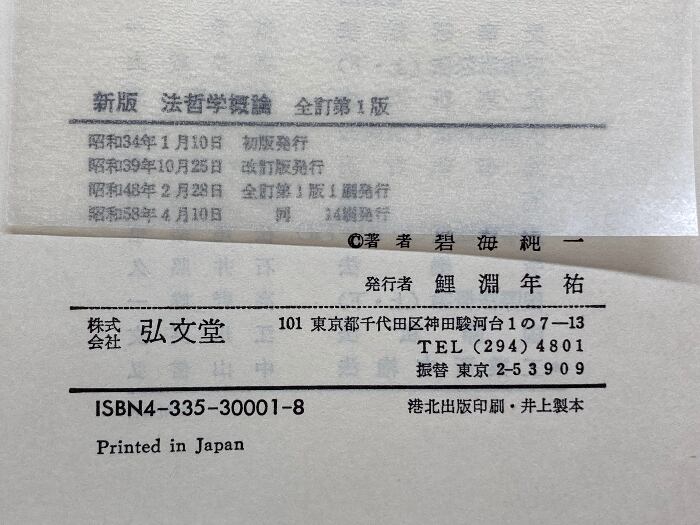 新版 法哲学概論 全訂第1版
昭和34年1月10日 初版発行
昭和39年10月25日 改訂版発行
昭和48年2月28日 全訂第1版1刷発行
昭和58年4月10日 同 14刷発行
©著者 碧海純一
発行者 鯉淵年祐
株式会社 弘文堂
101 東京都千代田区神田駿河台1の7-13
TEL (294) 4801
振替 東京 2-53909
ISBN4-335-30001-8
港北出版印刷・井上製本
Printed in Japan